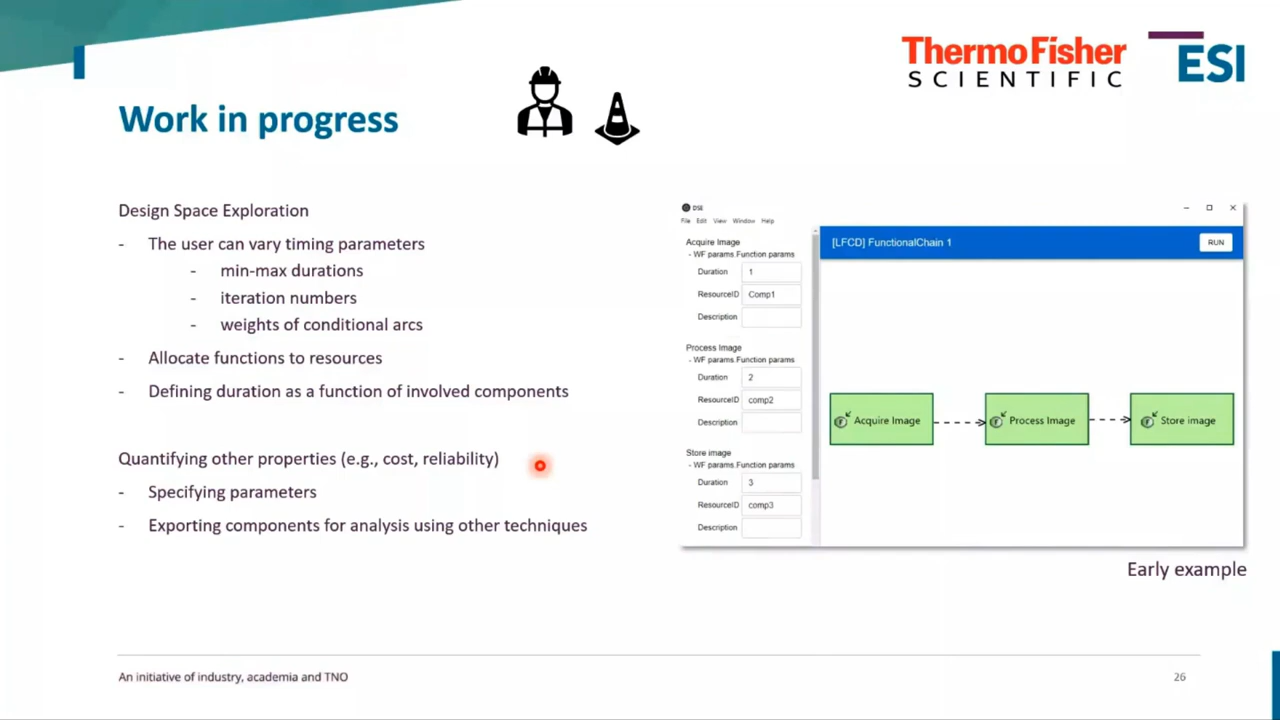 ThermoFisher
SCIENTIFIC
ESI
Work in progress
Design Space Exploration
- The user can vary timing parameters
- min-max durations
- iteration numbers
- weights of conditional arcs
- Allocate functions to resources
- Defining duration as a function of involved components
Quantifying other properties (e.g., cost, reliability)
- Specifying parameters
- Exporting components for analysis using other techniques
DSE
File Edit View Window Help
Acquire Image
- WF params.Function params
Duration 1
ResourceID Comp1
Description
Process Image
- WF params.Function params
Duration 2
ResourceID comp2
Description
Store image
- WF params.Function params
Duration 3
ResourceID comp3
Description
[LFCD] FunctionalChain 1
RUN
F Acquire Image
F Process Image
F Store image
Early example
An initiative of industry, academia and TNO
26